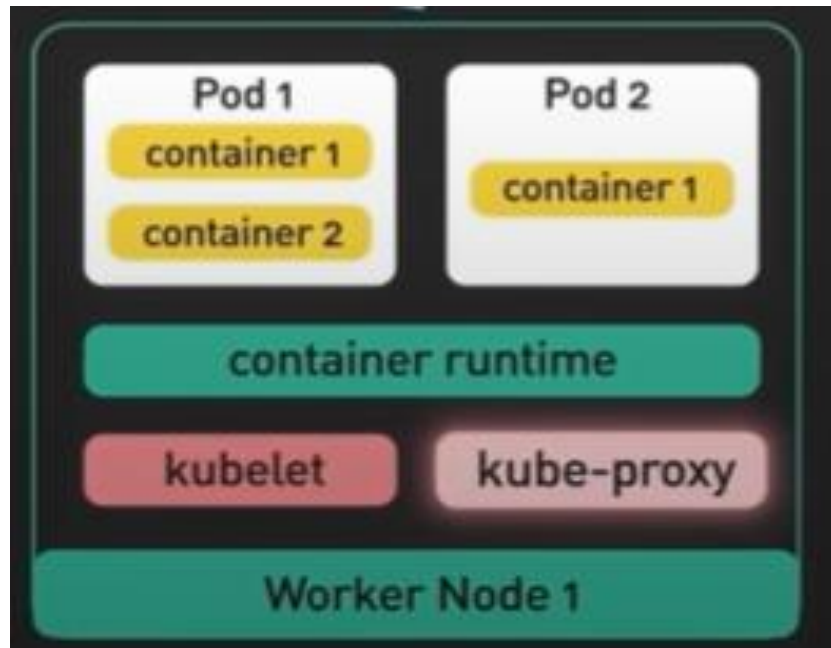 Pod 1
container 1
container 2
Pod 2
container 1
container runtime
kubelet
kube-proxy
Worker Node 1